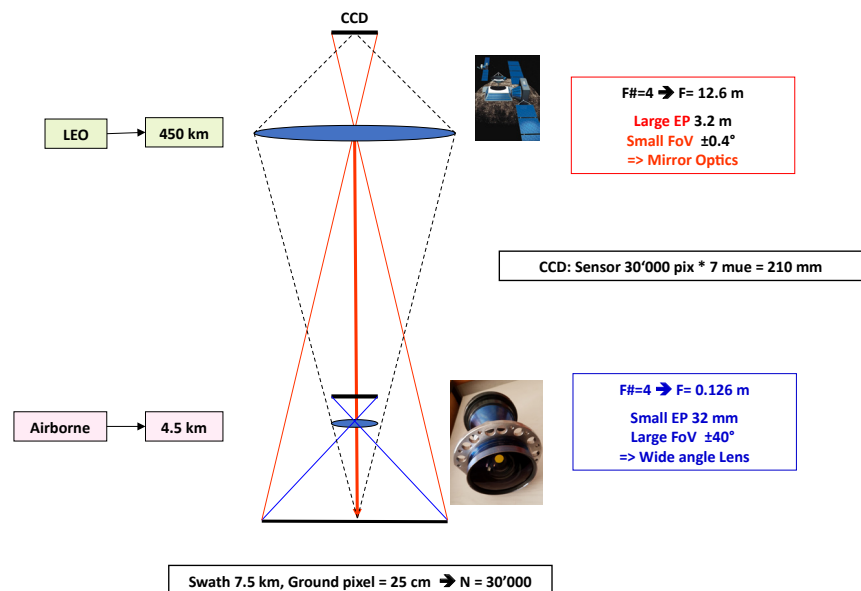 CCD
F#=4 ➔ F= 12.6 m
Large EP 3.2 m
Small FoV ±0.4°
=> Mirror Optics
LEO
450 km
CCD: Sensor 30‘000 pix * 7 mue = 210 mm
F#=4 ➔ F= 0.126 m
Small EP 32 mm
Large FoV ±40°
=> Wide angle Lens
Airborne
4.5 km
Swath 7.5 km, Ground pixel = 25 cm ➔ N = 30’000